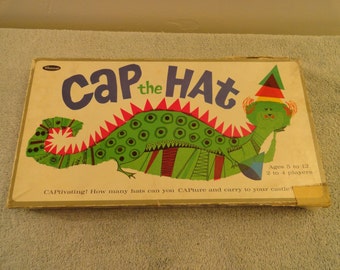 Whitman
CAP the HAT
Ages 5 to 12
2 to 4 players
CAPtivating! How many hats can you CAPture and carry to your castle?